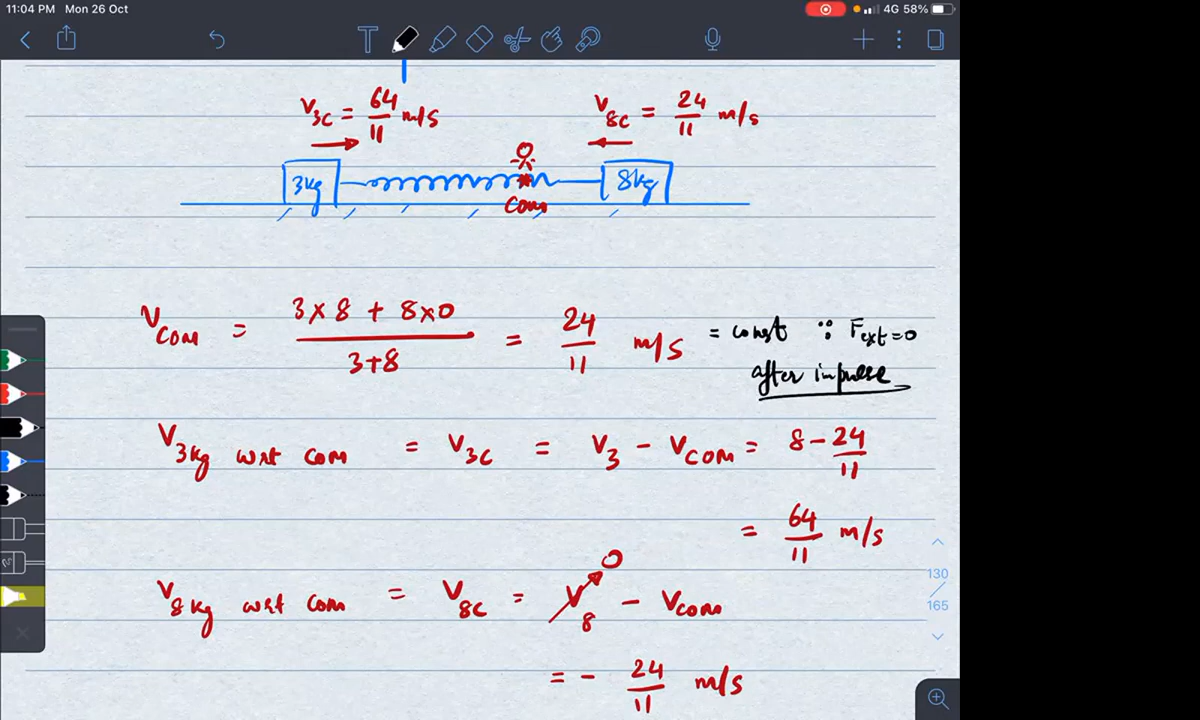 11:04 PM Mon 26 Oct
4G 58%
V3C = 64/11 m/s
V8C = 24/11 m/s
3kg
8kg
Com
VCOM = (3×8 + 8×0)/(3+8) = 24/11 m/s = const ∵ Fext=0
after impulse
V3kg wrt com = V3C = V3 − VCOM = 8 − 24/11
= 64/11 m/s
0
V8kg wrt com = V8C = V8 − VCOM
= − 24/11 m/s
130
165